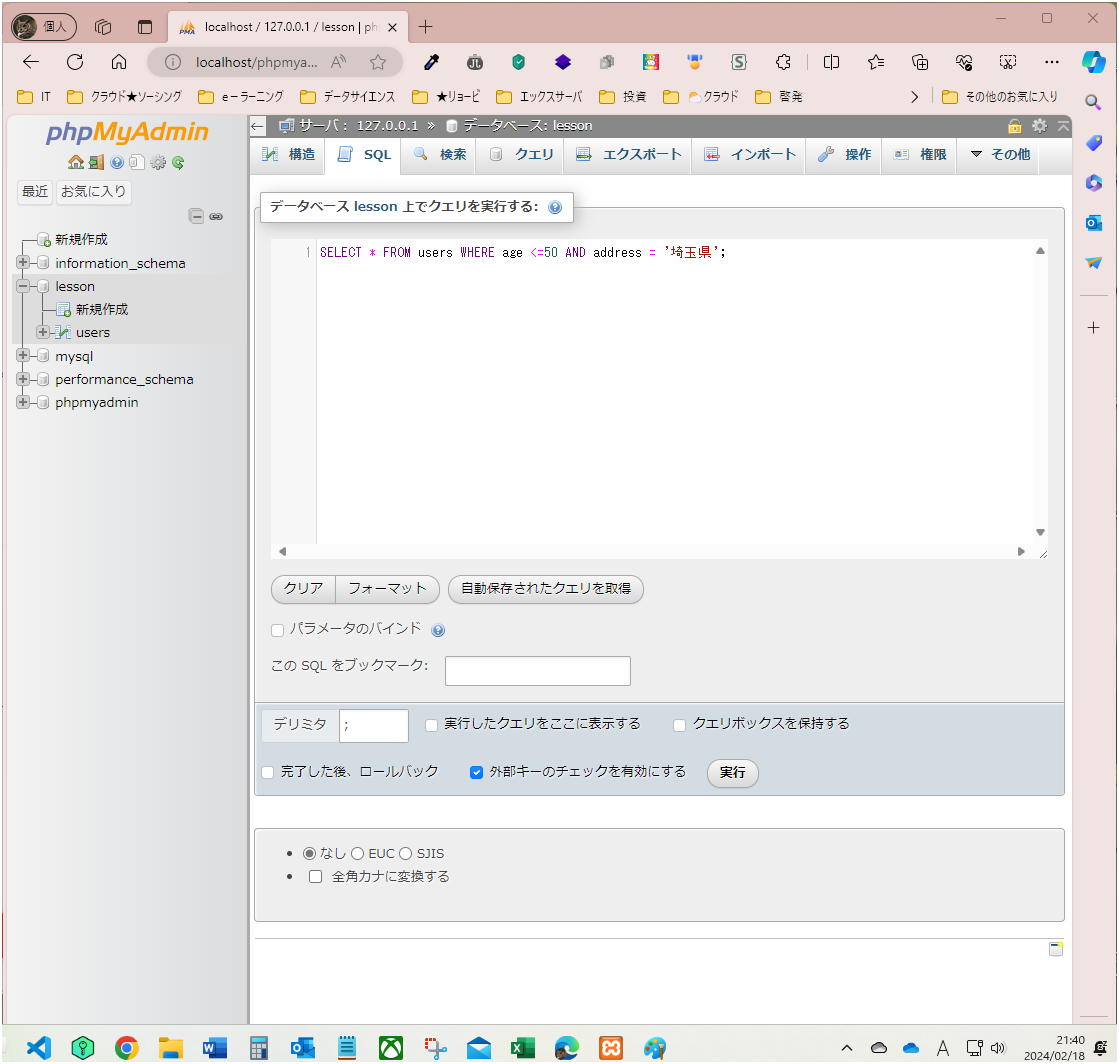 個人
localhost / 127.0.0.1 / lesson | ph
localhost/phpmya...
IT
クラウド★ソーシング
e－ラーニング
データサイエンス
★リョービ
エックスサーバ
投資
クラウド
啓発
その他のお気に入り
phpMyAdmin
最近
お気に入り
新規作成
information_schema
lesson
新規作成
users
mysql
performance_schema
phpmyadmin
サーバ: 127.0.0.1 » データベース: lesson
構造
SQL
検索
クエリ
エクスポート
インポート
操作
権限
その他
データベース lesson 上でクエリを実行する:
1 SELECT * FROM users WHERE age <=50 AND address = '埼玉県';
クリア
フォーマット
自動保存されたクエリを取得
パラメータのバインド
この SQL をブックマーク:
デリミタ ;
実行したクエリをここに表示する
クエリボックスを保持する
完了した後、ロールバック
外部キーのチェックを有効にする
実行
なし EUC SJIS
全角カナに変換する
21:40
2024/02/18